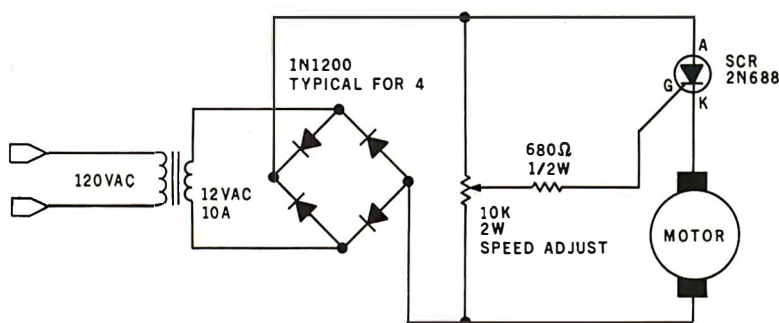 1N1200
TYPICAL FOR 4
A
SCR
2N688
G
K
680Ω
1/2W
120VAC
12VAC
10A
10K
2W
SPEED ADJUST
MOTOR